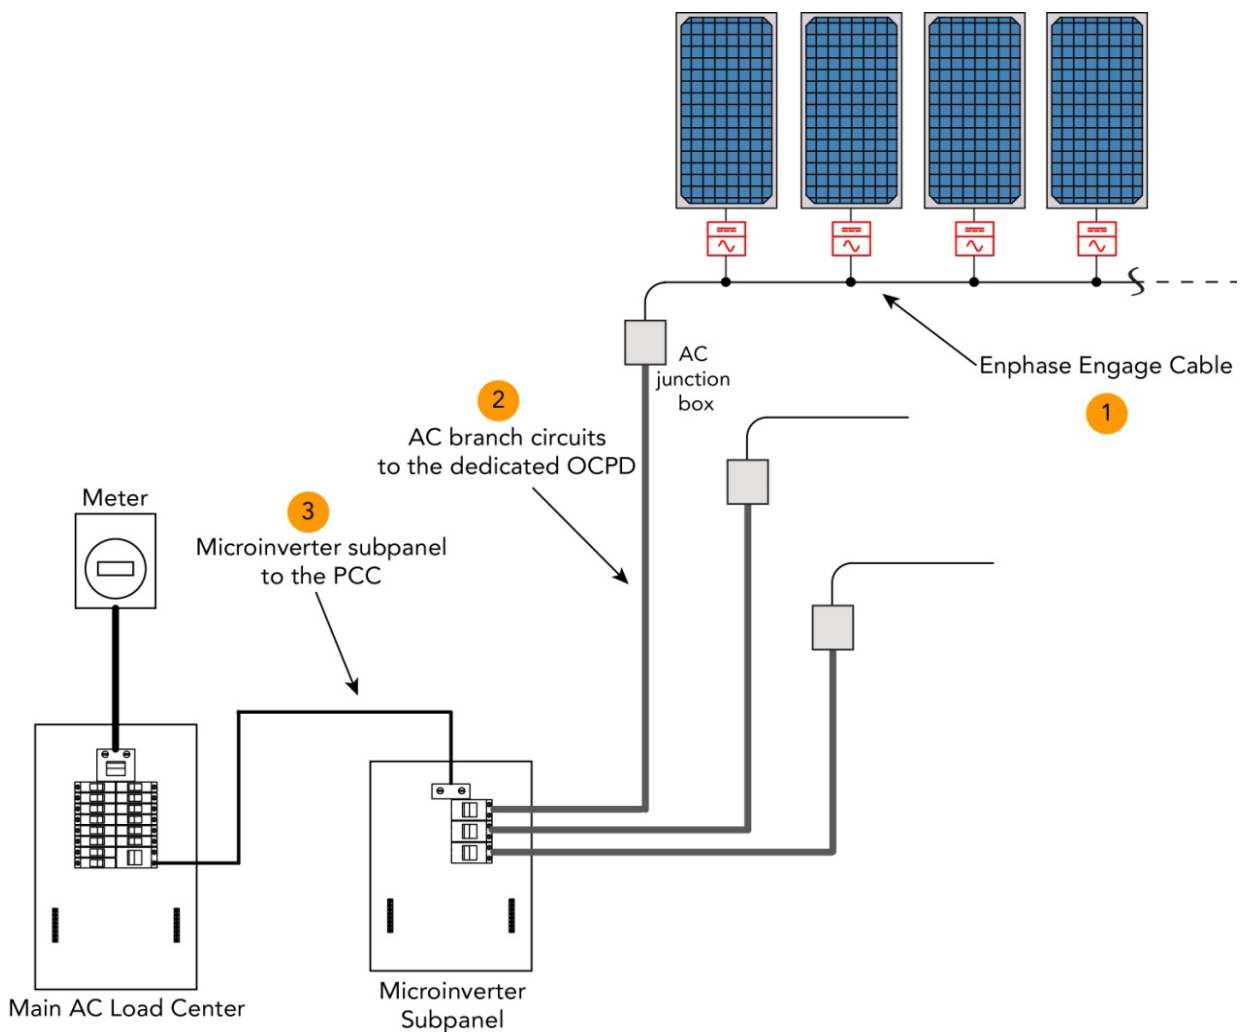 AC
junction
box
Enphase Engage Cable
1
2
AC branch circuits
to the dedicated OCPD
Meter
3
Microinverter subpanel
to the PCC
Main AC Load Center
Microinverter
Subpanel